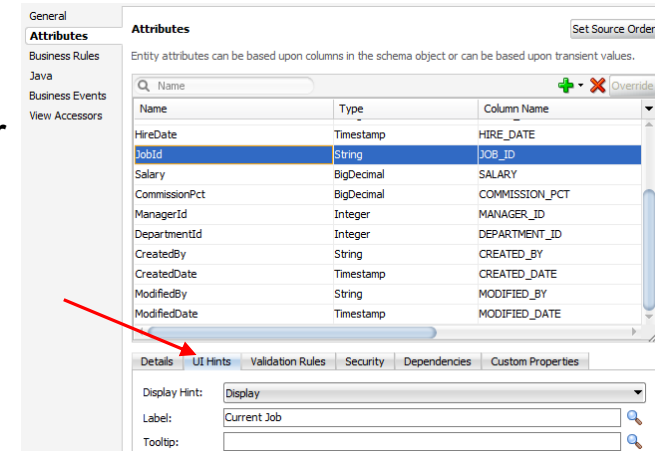 General
Attributes
Business Rules
Java
Business Events
View Accessors
Attributes
Set Source Order
Entity attributes can be based upon columns in the schema object or can be based upon transient values.
Name
Override
Name Type Column Name
HireDate Timestamp HIRE_DATE
JobId String JOB_ID
Salary BigDecimal SALARY
CommissionPct BigDecimal COMMISSION_PCT
ManagerId Integer MANAGER_ID
DepartmentId Integer DEPARTMENT_ID
CreatedBy String CREATED_BY
CreatedDate Timestamp CREATED_DATE
ModifiedBy String MODIFIED_BY
ModifiedDate Timestamp MODIFIED_DATE
Details UI Hints Validation Rules Security Dependencies Custom Properties
Display Hint: Display
Label: Current Job
Tooltip: